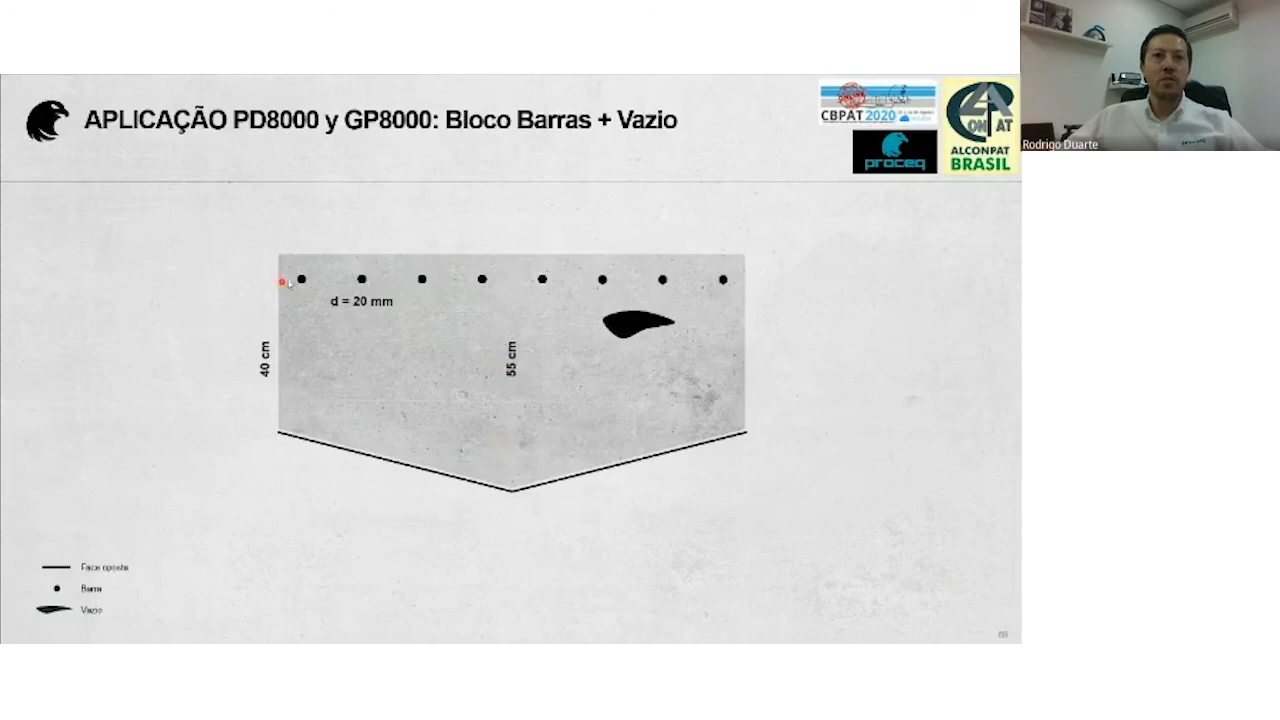 APLICAÇÃO PD8000 y GP8000: Bloco Barras + Vazio
CBPAT 2020
proceq
ALCONPAT
BRASIL
Rodrigo Duarte
d = 20 mm
40 cm
55 cm
Face oposta
Barra
Vazio
80